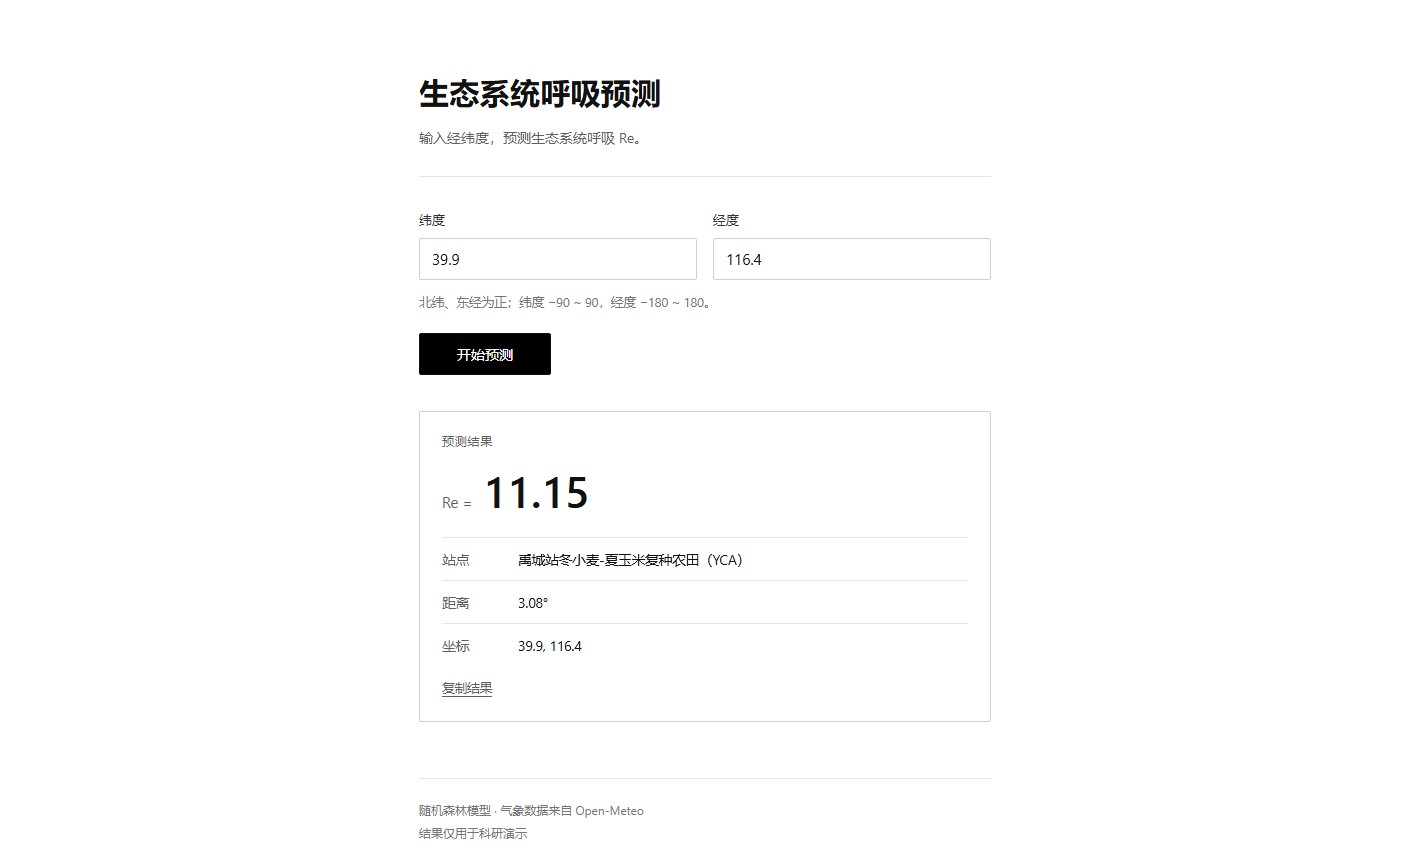 生态系统呼吸预测
输入经纬度，预测生态系统呼吸 Re。
纬度
经度
39.9
116.4
北纬、东经为正；纬度 −90 ~ 90，经度 −180 ~ 180。
开始预测
预测结果
Re = 11.15
站点 禹城站冬小麦-夏玉米复种农田（YCA）
距离 3.08°
坐标 39.9, 116.4
复制结果
随机森林模型 · 气象数据来自 Open-Meteo
结果仅用于科研演示